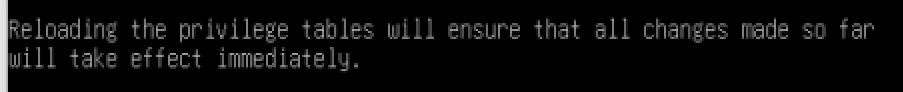 Reloading the privilege tables will ensure that all changes made so far
will take effect immediately.